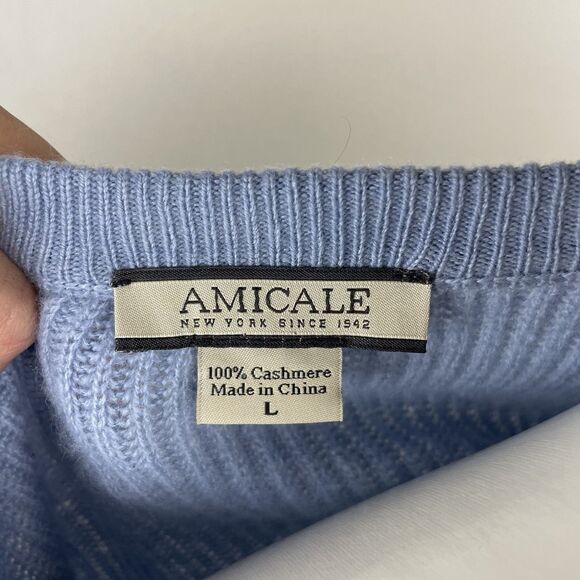 AMICALE
NEW YORK SINCE 1942
100% Cashmere
Made in China
L